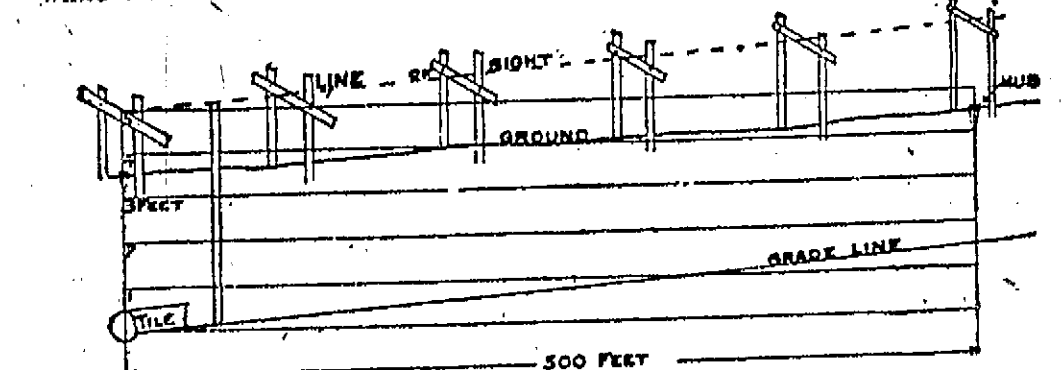 LINE OF SIGHT
HUB
GROUND
3 FEET
GRADE LINE
TILE
500 FEET